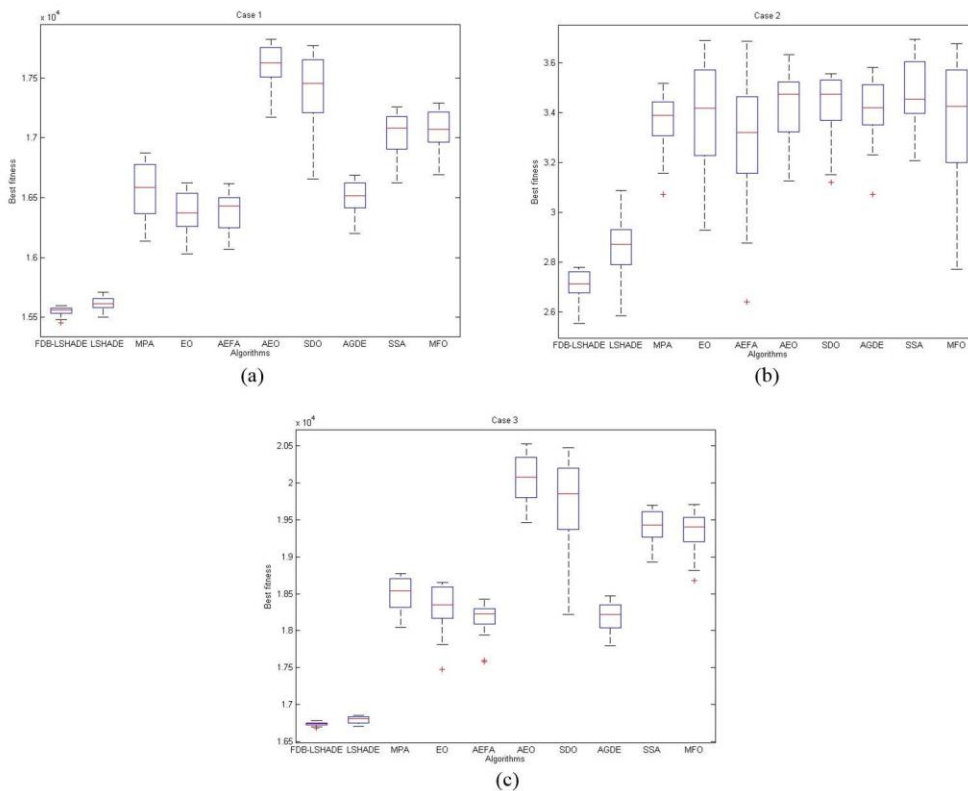 Case 1
x 10⁴
1.75
1.7
1.65
1.6
1.55
Best fitness
FDB-LSHADE LSHADE MPA EO AEFA AEO SDO AGDE SSA MFO
Algorithms
(a)
Case 2
3.6
3.4
3.2
3
2.8
2.6
Best fitness
FDB-LSHADE LSHADE MPA EO AEFA AEO SDO AGDE SSA MFO
Algorithms
(b)
Case 3
x 10⁴
2.05
2
1.95
1.9
1.85
1.8
1.75
1.7
1.65
Best fitness
FDB-LSHADE LSHADE MPA EO AEFA AEO SDO AGDE SSA MFO
Algorithms
(c)